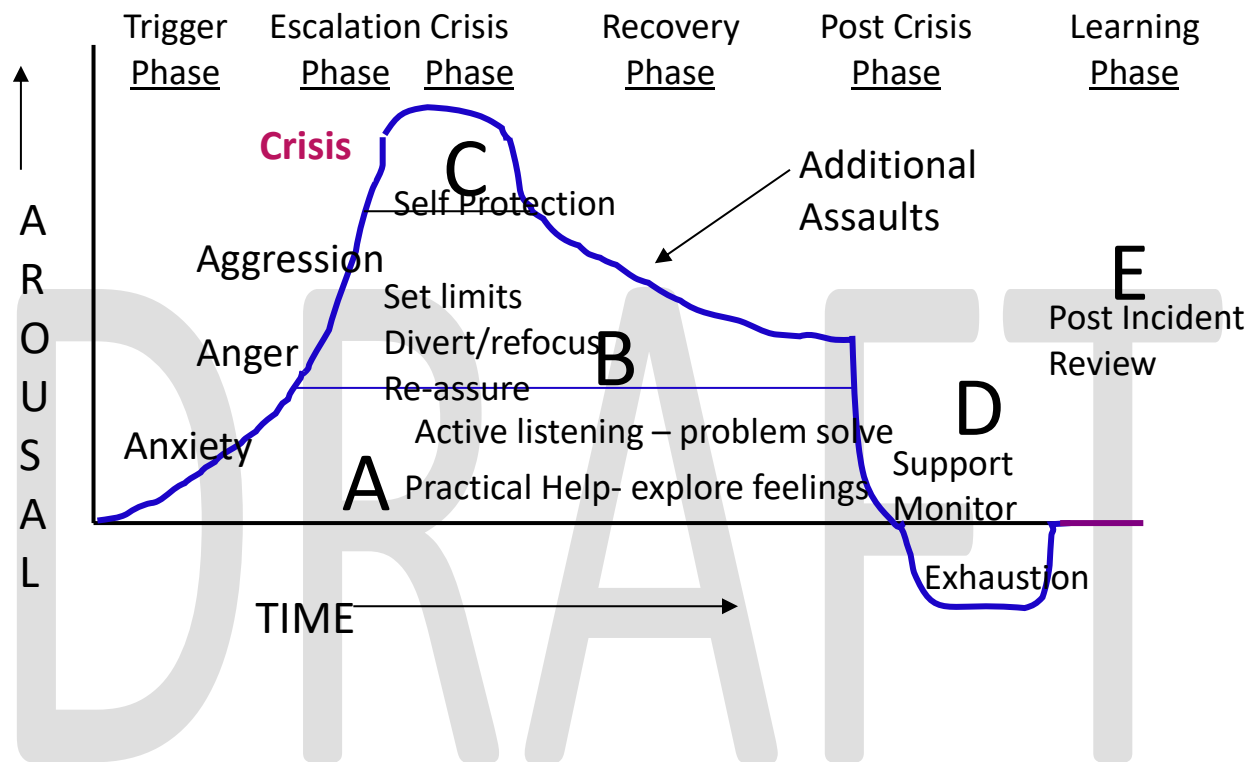 Trigger Phase
Escalation Phase
Crisis Phase
Recovery Phase
Post Crisis Phase
Learning Phase
Crisis
C
Self Protection
Additional
Assaults
AROUSAL
Aggression
E
Set limits
Post Incident
Review
Divert/refocus
Anger
B
Re-assure
D
Active listening – problem solve
Anxiety
Support
Monitor
A
Practical Help- explore feelings
Exhaustion
TIME
DRAFT